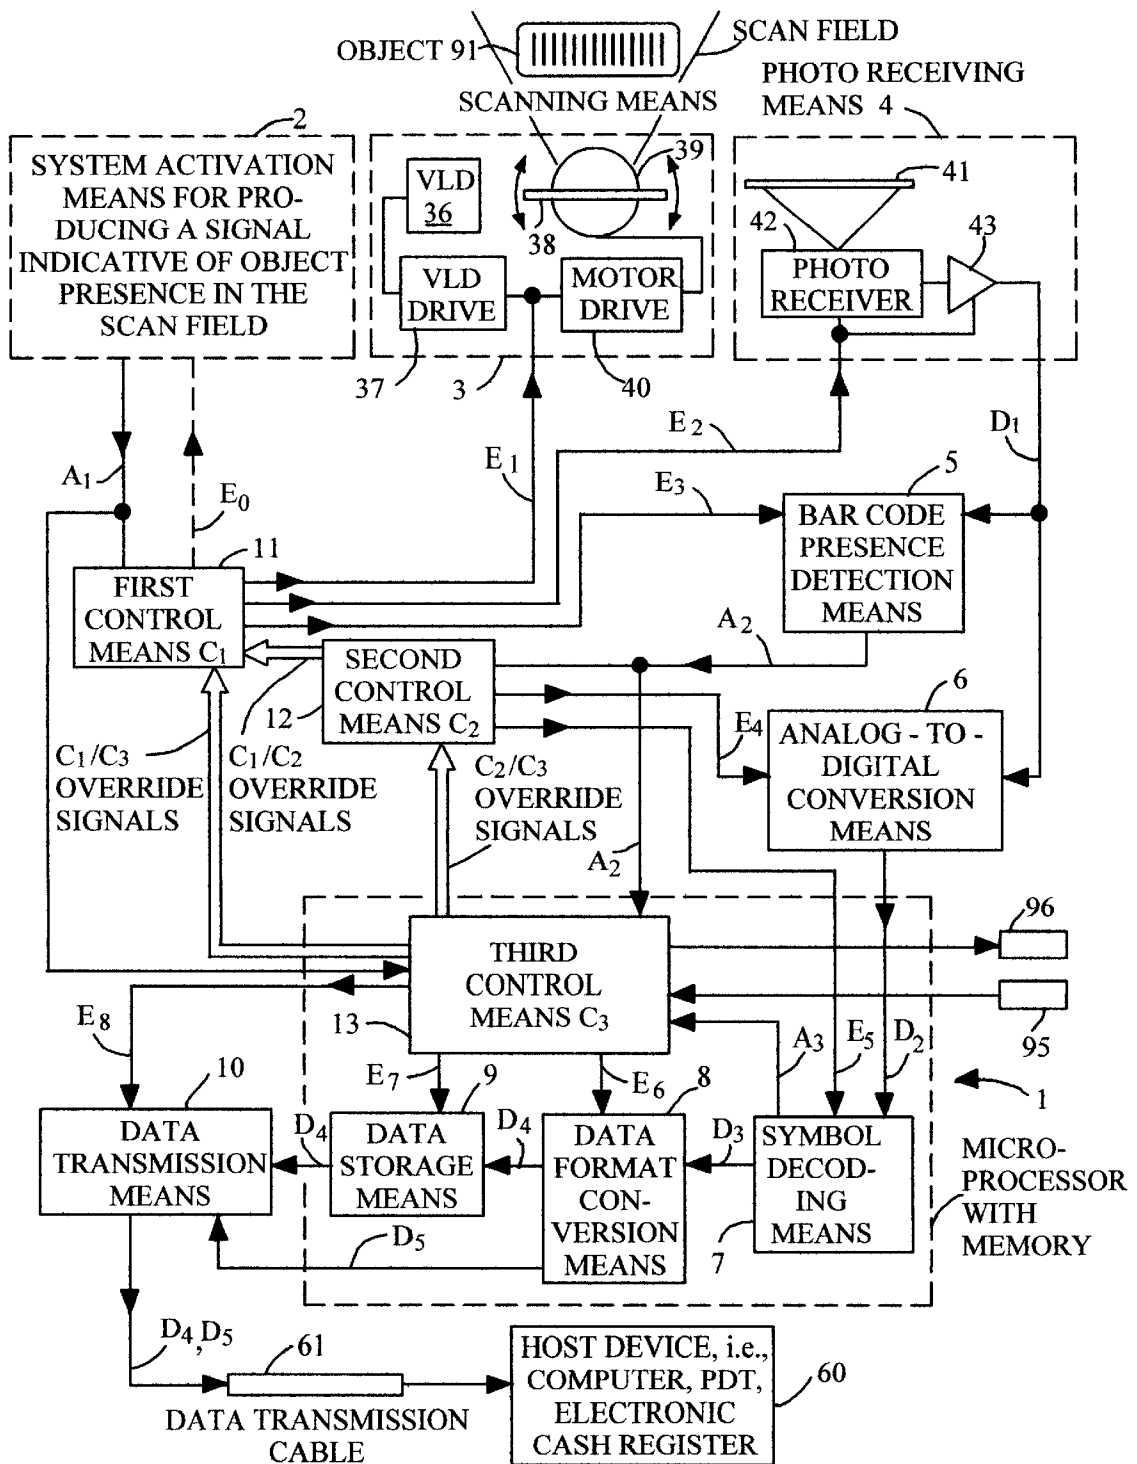 OBJECT 91
SCAN FIELD
SCANNING MEANS
PHOTO RECEIVING
MEANS 4
2
SYSTEM ACTIVATION
MEANS FOR PRO-
DUCING A SIGNAL
INDICATIVE OF OBJECT
PRESENCE IN THE
SCAN FIELD
VLD
36
39
38
VLD
DRIVE
MOTOR
DRIVE
37
3
40
41
42
43
PHOTO
RECEIVER
A1
E0
E1
E2
E3
D1
5
BAR CODE
PRESENCE
DETECTION
MEANS
11
FIRST
CONTROL
MEANS C1
A2
SECOND
CONTROL
MEANS C2
12
6
E4
ANALOG - TO -
DIGITAL
CONVERSION
MEANS
C1/C3
OVERRIDE
SIGNALS
C1/C2
OVERRIDE
SIGNALS
C2/C3
OVERRIDE
SIGNALS
A2
96
THIRD
CONTROL
MEANS C3
13
95
E8
E7
E6
A3
E5
D2
1
10
DATA
TRANSMISSION
MEANS
D4
9
DATA
STORAGE
MEANS
D4
8
DATA
FORMAT
CON-
VERSION
MEANS
D3
SYMBOL
DECOD-
ING
MEANS
7
MICRO-
PROCESSOR
WITH
MEMORY
D5
D4,D5
61
DATA TRANSMISSION
CABLE
HOST DEVICE, i.e.,
COMPUTER, PDT,
ELECTRONIC
CASH REGISTER
60